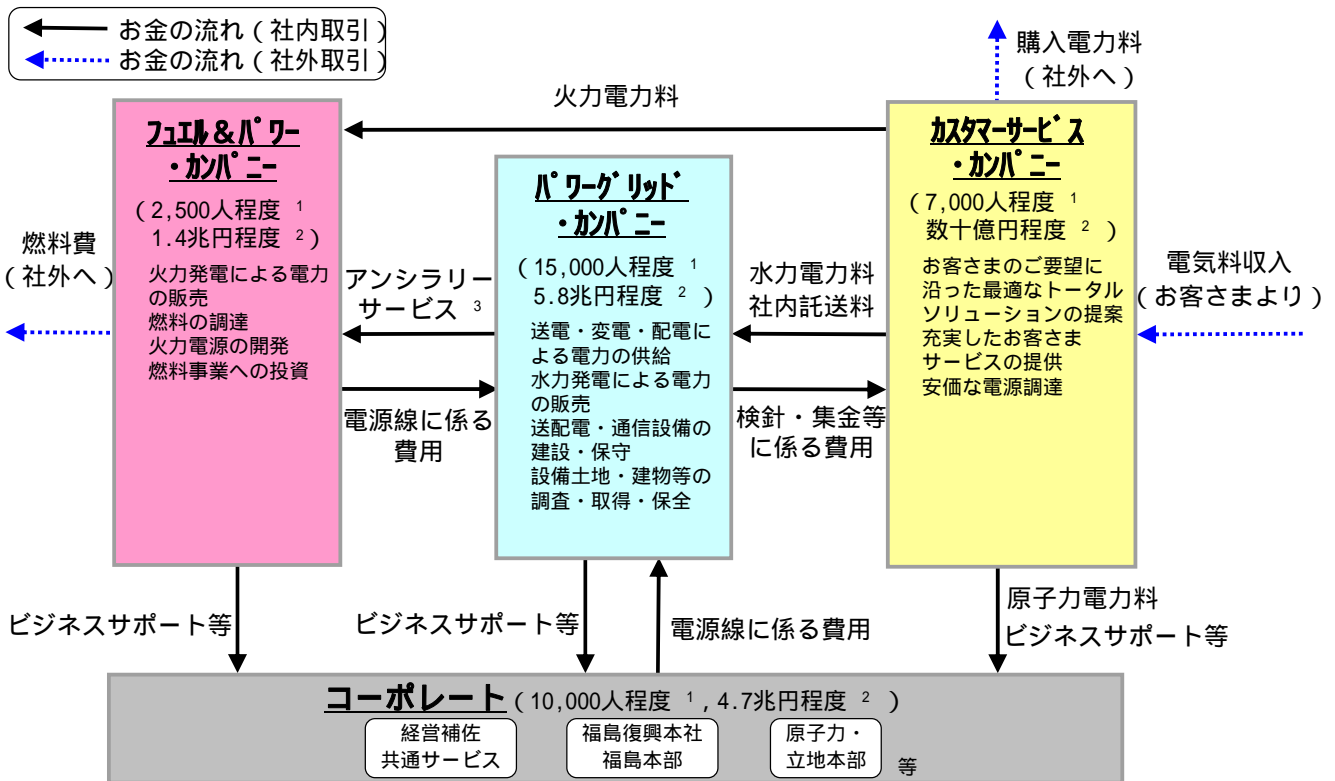 お金の流れ（社内取引）
お金の流れ（社外取引）
購入電力料
（社外へ）
火力電力料
ﾌｭｴﾙ＆ﾊﾟﾜｰ
・ｶﾝﾊﾟﾆｰ
（2,500人程度 1
1.4兆円程度 2）
火力発電による電力
の販売
燃料の調達
火力電源の開発
燃料事業への投資
燃料費
（社外へ）
アンシラリー
サービス 3
電源線に係る
費用
ﾊﾟﾜｰｸﾞﾘｯﾄﾞ
・ｶﾝﾊﾟﾆｰ
（15,000人程度 1
5.8兆円程度 2）
送電・変電・配電に
よる電力の供給
水力発電による電力
の販売
送配電・通信設備の
建設・保守
設備土地・建物等の
調査・取得・保全
水力電力料
社内託送料
検針・集金等
に係る費用
ｶｽﾀﾏｰｻｰﾋﾞｽ
・ｶﾝﾊﾟﾆｰ
（7,000人程度 1
数十億円程度 2）
お客さまのご要望に
沿った最適なトータル
ソリューションの提案
充実したお客さま
サービスの提供
安価な電源調達
電気料収入
（お客さまより）
ビジネスサポート等
ビジネスサポート等
電源線に係る費用
原子力電力料
ビジネスサポート等
コーポレート（10,000人程度 1，4.7兆円程度 2）
経営補佐
共通サービス
福島復興本社
福島本部
原子力・
立地本部
等